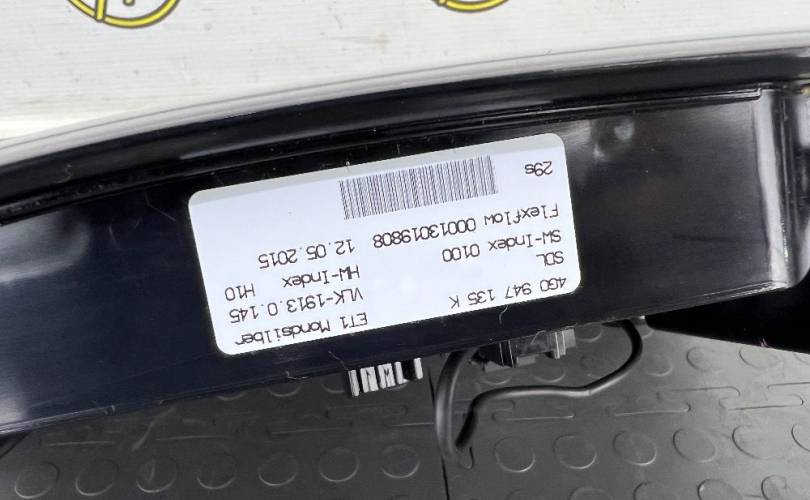 4G0 947 135 K ET1 Mondsilber
SDL VLK-1913.0.145
SW-Index 0100 HW-Index H10
Flexflow 00013019808 12.05.2015
29s